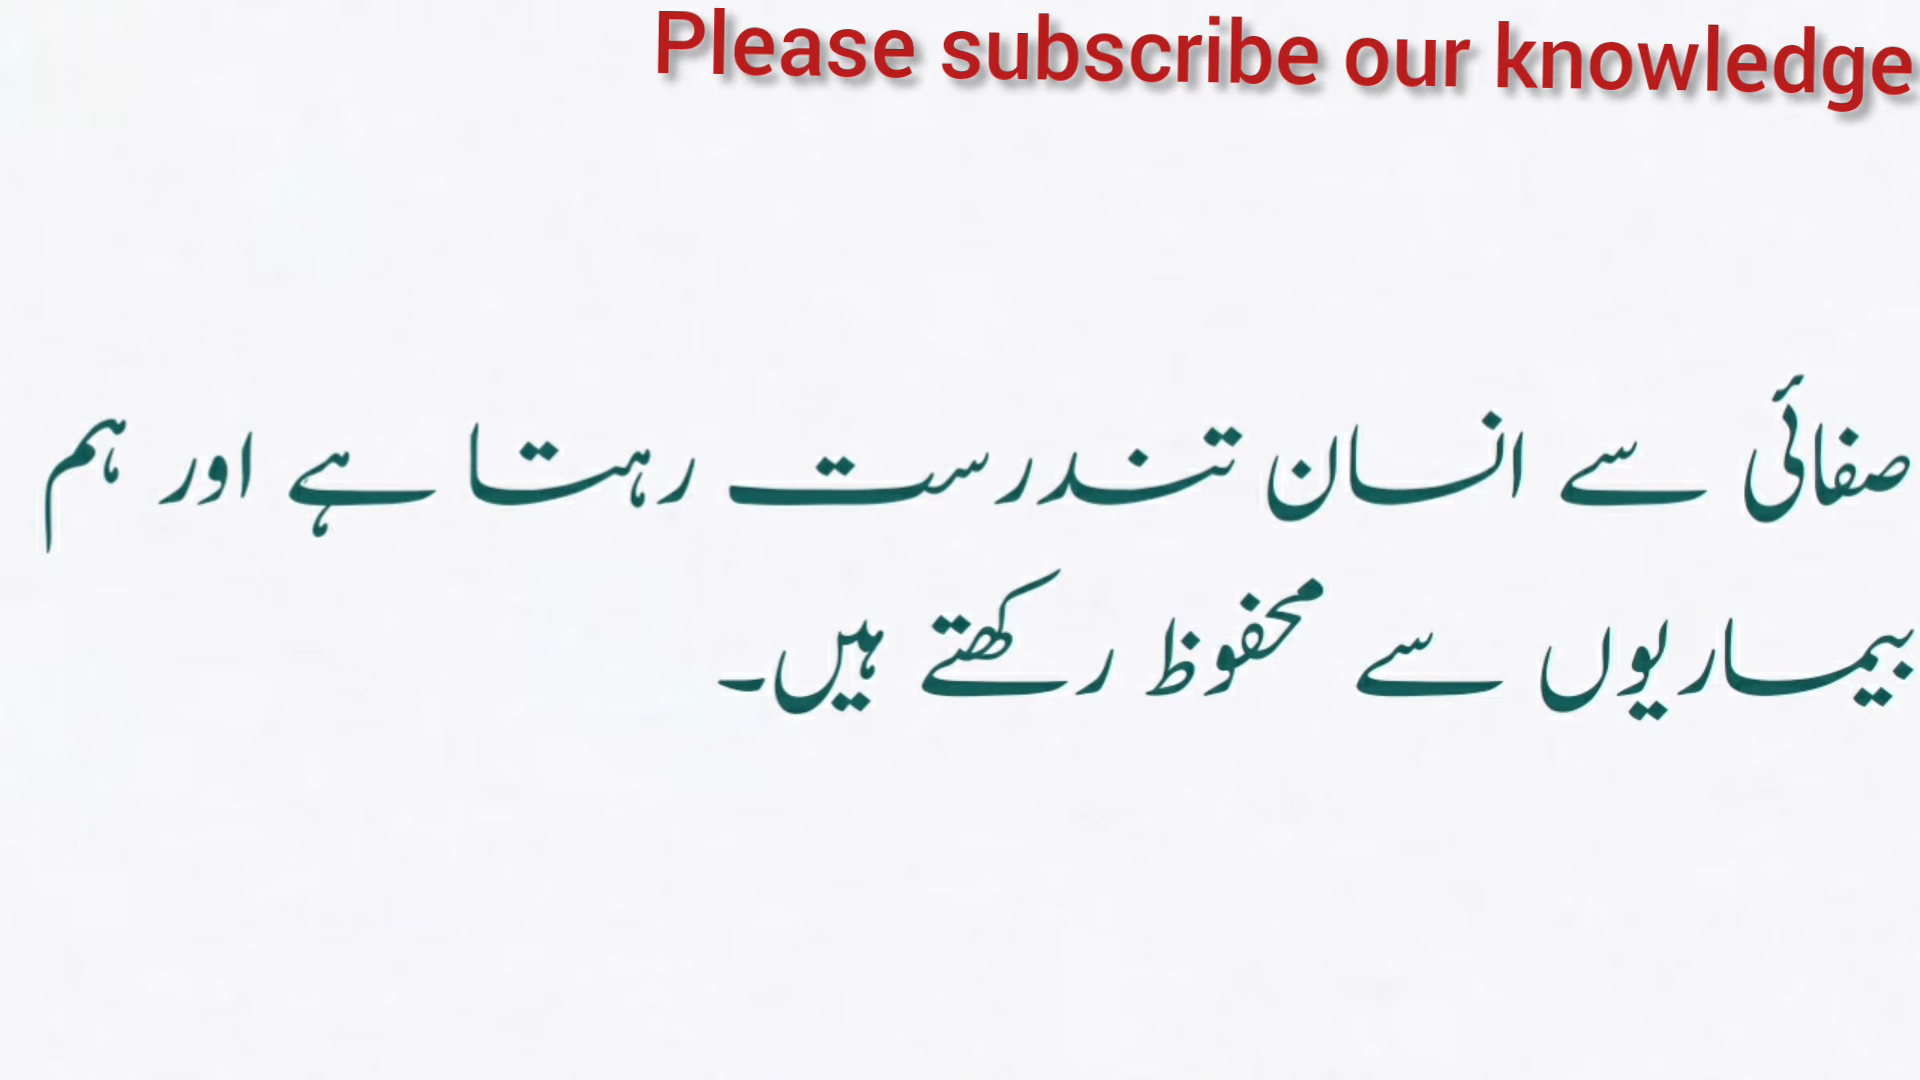 Please subscribe our knowledge
صفائی سے انسان تندرست رہتا ہے اور ہم
بیماریوں سے محفوظ رکھتے ہیں۔